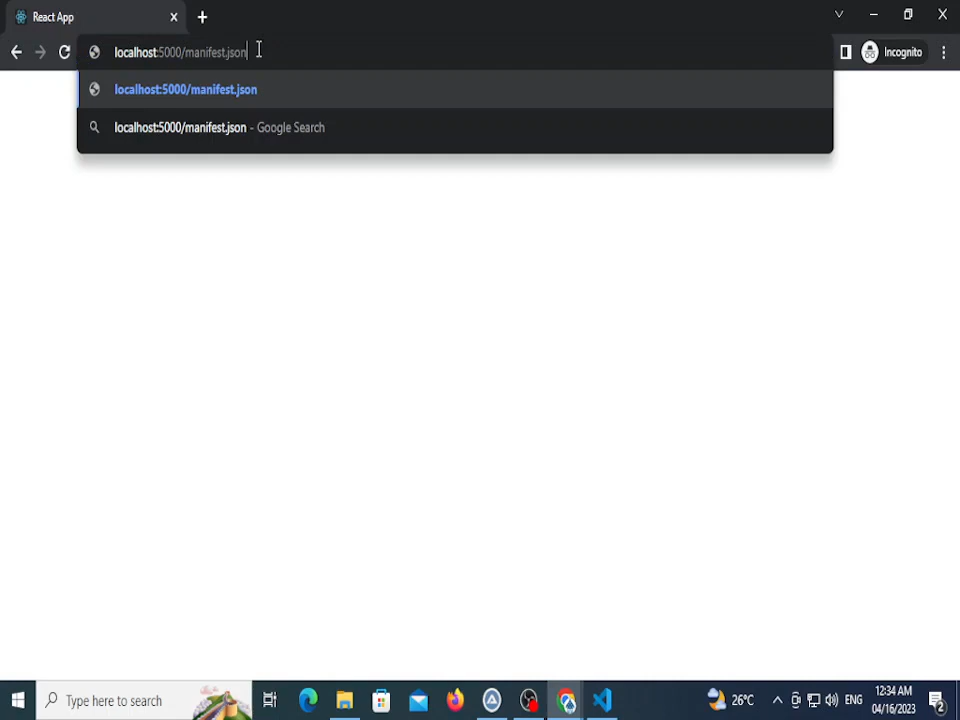 React App
localhost:5000/manifest.json
Incognito
localhost:5000/manifest.json
localhost:5000/manifest.json - Google Search
Type here to search
26°C
ENG
12:34 AM
04/16/2023
2